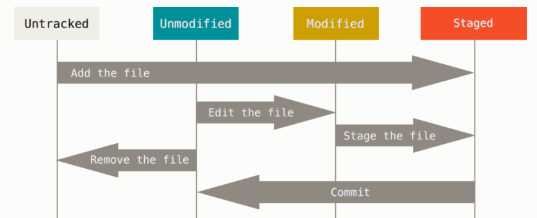 Untracked
Unmodified
Modified
Staged
Add the file
Edit the file
Stage the file
Remove the file
Commit